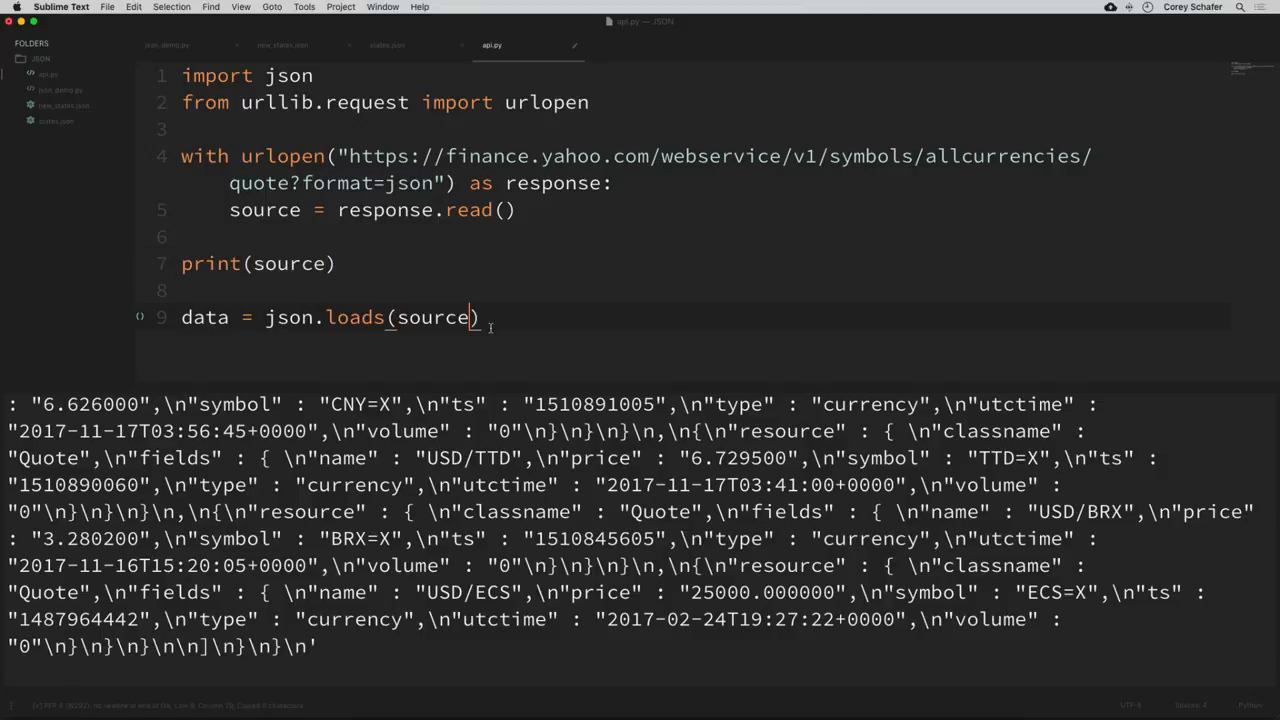 Sublime Text File Edit Selection Find View Goto Tools Project Window Help Corey Schafer
api.py — JSON
FOLDERS
JSON
api.py
json_demo.py
new_states.json
states.json
json_demo.py new_states.json states.json api.py
1 import json
2 from urllib.request import urlopen
3
4 with urlopen("https://finance.yahoo.com/webservice/v1/symbols/allcurrencies/
quote?format=json") as response:
5 source = response.read()
6
7 print(source)
8
9 data = json.loads(source)
: "6.626000",\n"symbol" : "CNY=X",\n"ts" : "1510891005",\n"type" : "currency",\n"utctime" :
"2017-11-17T03:56:45+0000",\n"volume" : "0"\n}\n}\n}\n,\n{\n"resource" : { \n"classname" :
"Quote",\n"fields" : { \n"name" : "USD/TTD",\n"price" : "6.729500",\n"symbol" : "TTD=X",\n"ts" :
"1510890060",\n"type" : "currency",\n"utctime" : "2017-11-17T03:41:00+0000",\n"volume" :
"0"\n}\n}\n}\n,\n{\n"resource" : { \n"classname" : "Quote",\n"fields" : { \n"name" : "USD/BRX",\n"price"
: "3.280200",\n"symbol" : "BRX=X",\n"ts" : "1510845605",\n"type" : "currency",\n"utctime" :
"2017-11-16T15:20:05+0000",\n"volume" : "0"\n}\n}\n}\n,\n{\n"resource" : { \n"classname" :
"Quote",\n"fields" : { \n"name" : "USD/ECS",\n"price" : "25000.000000",\n"symbol" : "ECS=X",\n"ts" :
"1487964442",\n"type" : "currency",\n"utctime" : "2017-02-24T19:27:22+0000",\n"volume" :
"0"\n}\n}\n}\n\n]\n}\n}\n'
UTF-8 Python